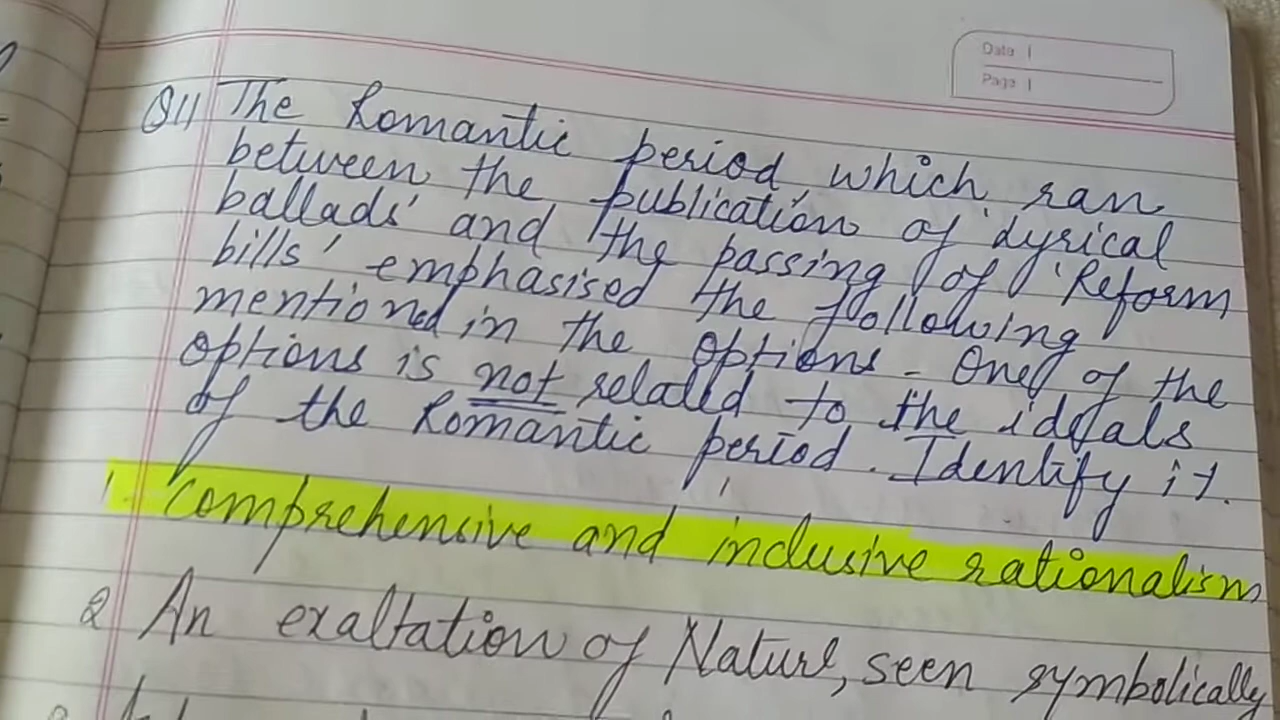 Date
Page
Q11 The Romantic period, which ran
between the publication of 'Lyrical
ballads' and the passing of 'Reform
bills' emphasised the following
mentioned in the options. One of the
options is not related to the ideals
of the Romantic period. Identify it.
1 Comprehensive and inclusive rationalism
2 An exaltation of Nature, seen symbolically